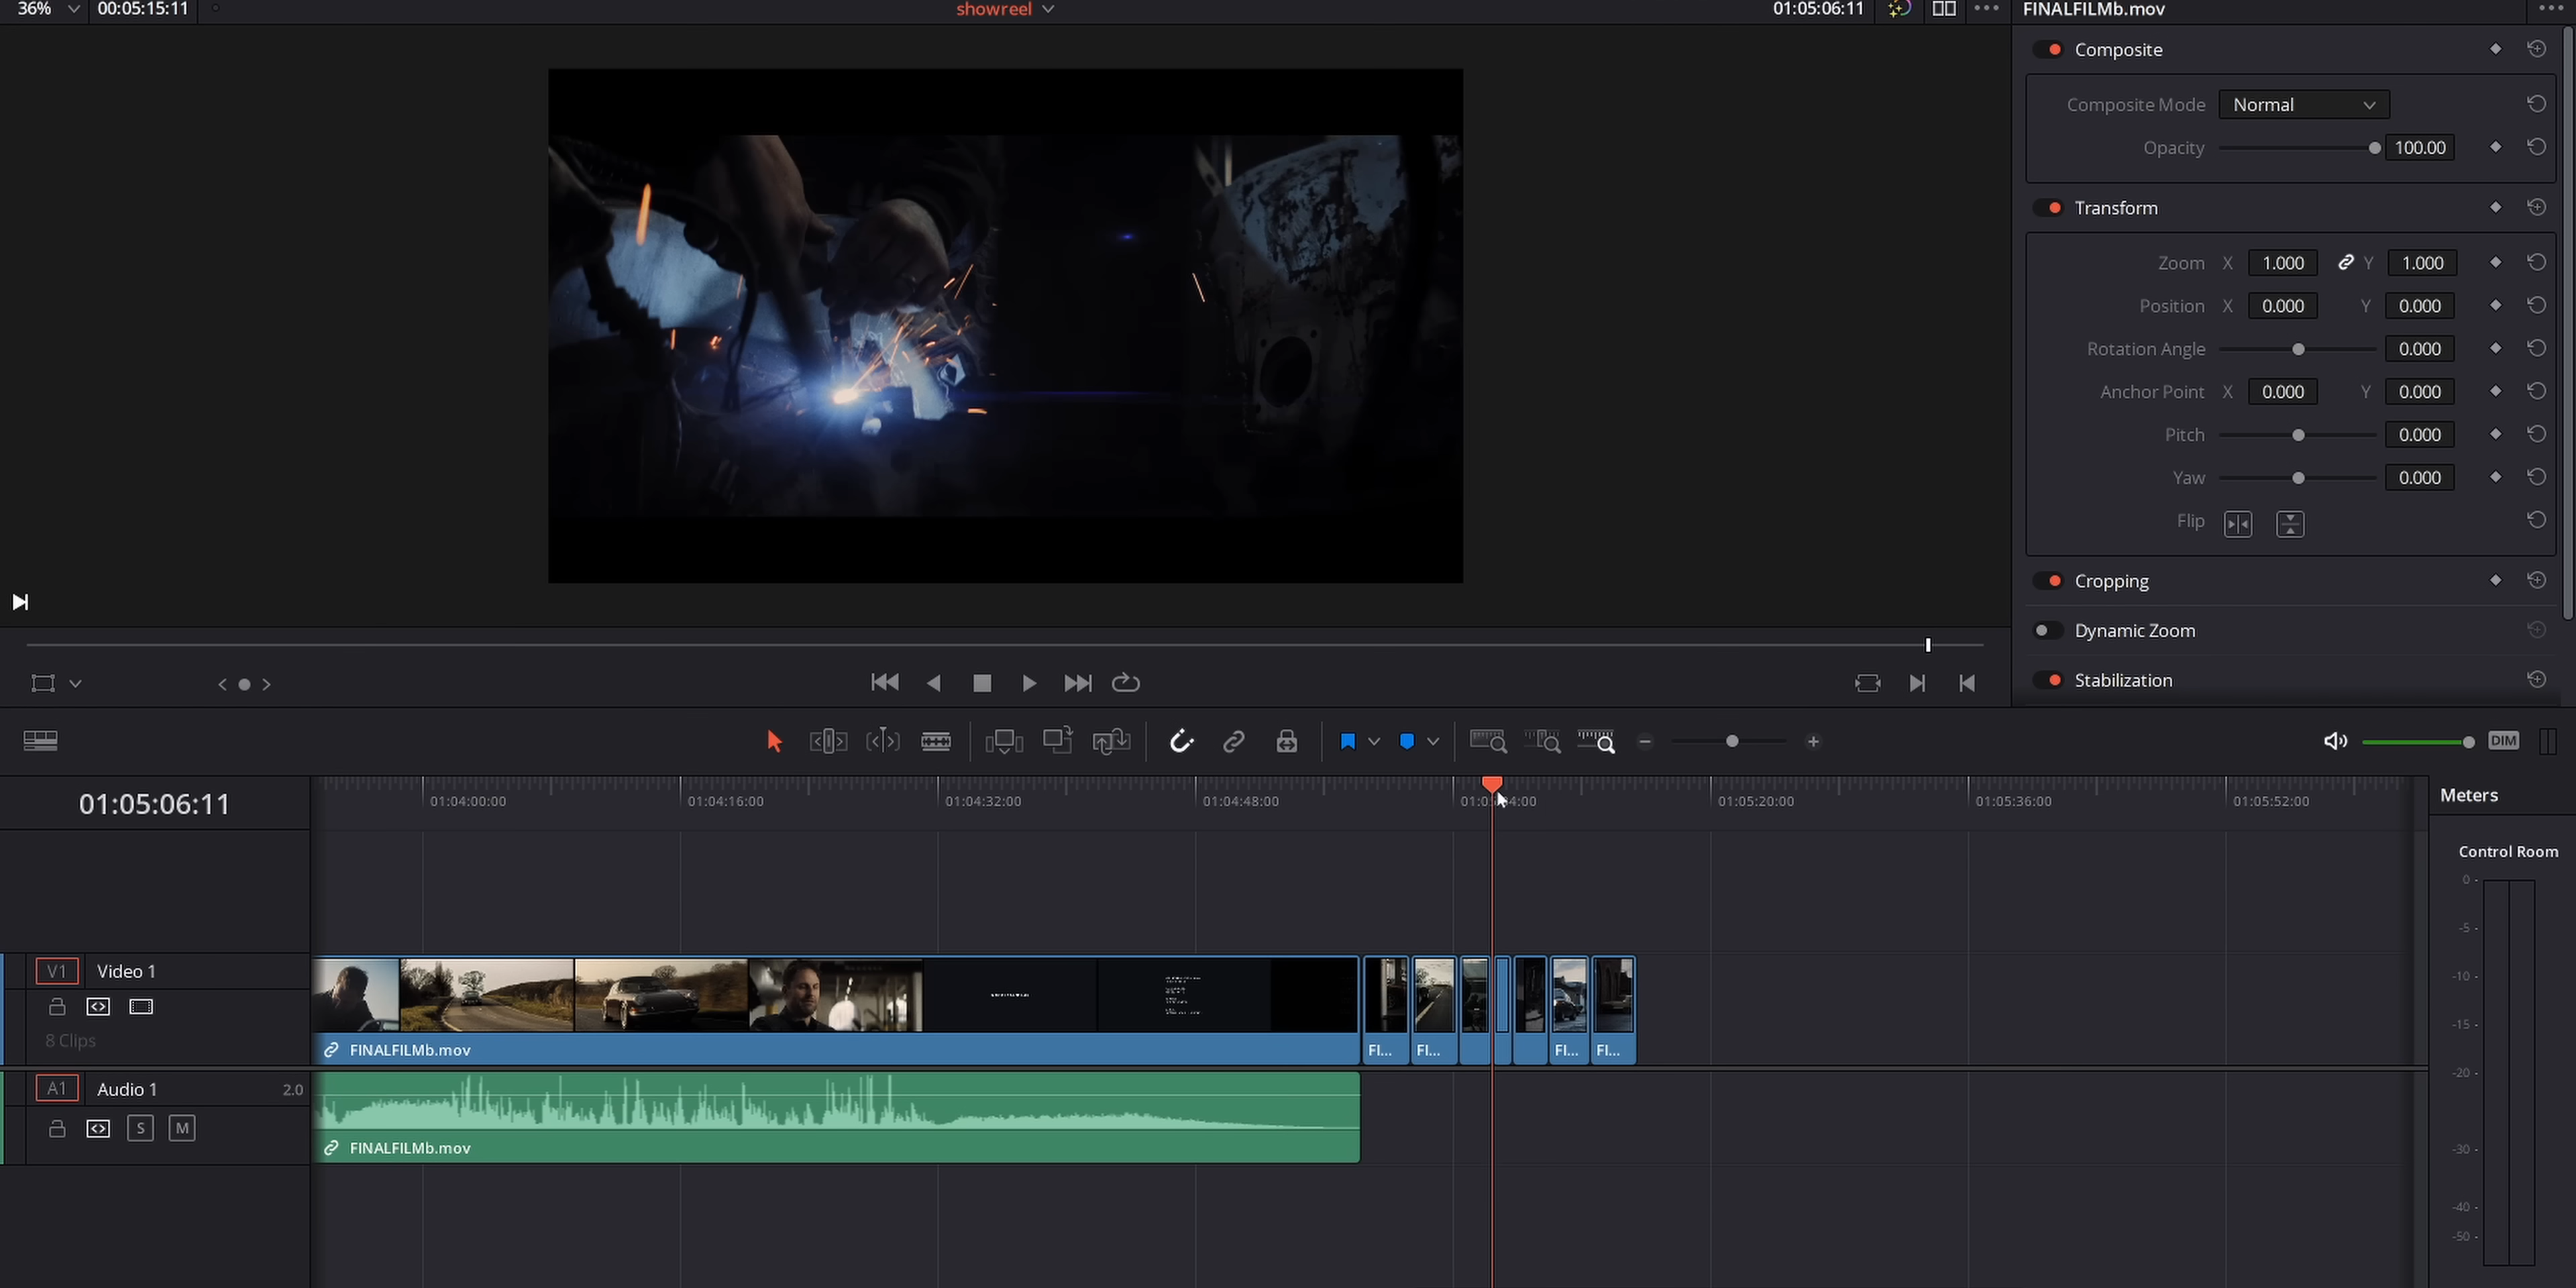 36% 00:05:15:11 showreel 01:05:06:11 FINALFILMb.mov
Composite
Composite Mode Normal
Opacity 100.00
Transform
Zoom X 1.000 Y 1.000
Position X 0.000 Y 0.000
Rotation Angle 0.000
Anchor Point X 0.000 Y 0.000
Pitch 0.000
Yaw 0.000
Flip
Cropping
Dynamic Zoom
Stabilization
DIM
01:05:06:11
01:04:00:00 01:04:16:00 01:04:32:00 01:04:48:00 01:05:20:00 01:05:36:00 01:05:52:00
Meters
Control Room
0 -
-5 -
-10 -
-15 -
-20 -
-30 -
-40 -
-50 -
V1 Video 1
8 Clips
FINALFILMb.mov FI... FI... FI... FI...
A1 Audio 1 2.0
S M
FINALFILMb.mov